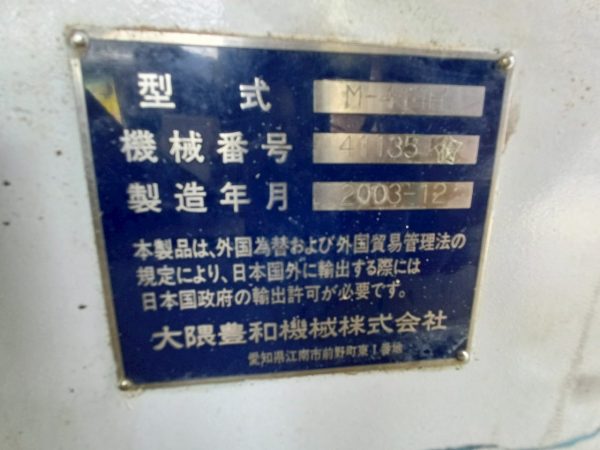 型式
機械番号 41135
製造年月 2003-12
本製品は、外国為替および外国貿易管理法の
規定により、日本国外に輸出する際には
日本国政府の輸出許可が必要です。
大隈豊和機械株式会社
愛知県江南市前野町東1番地